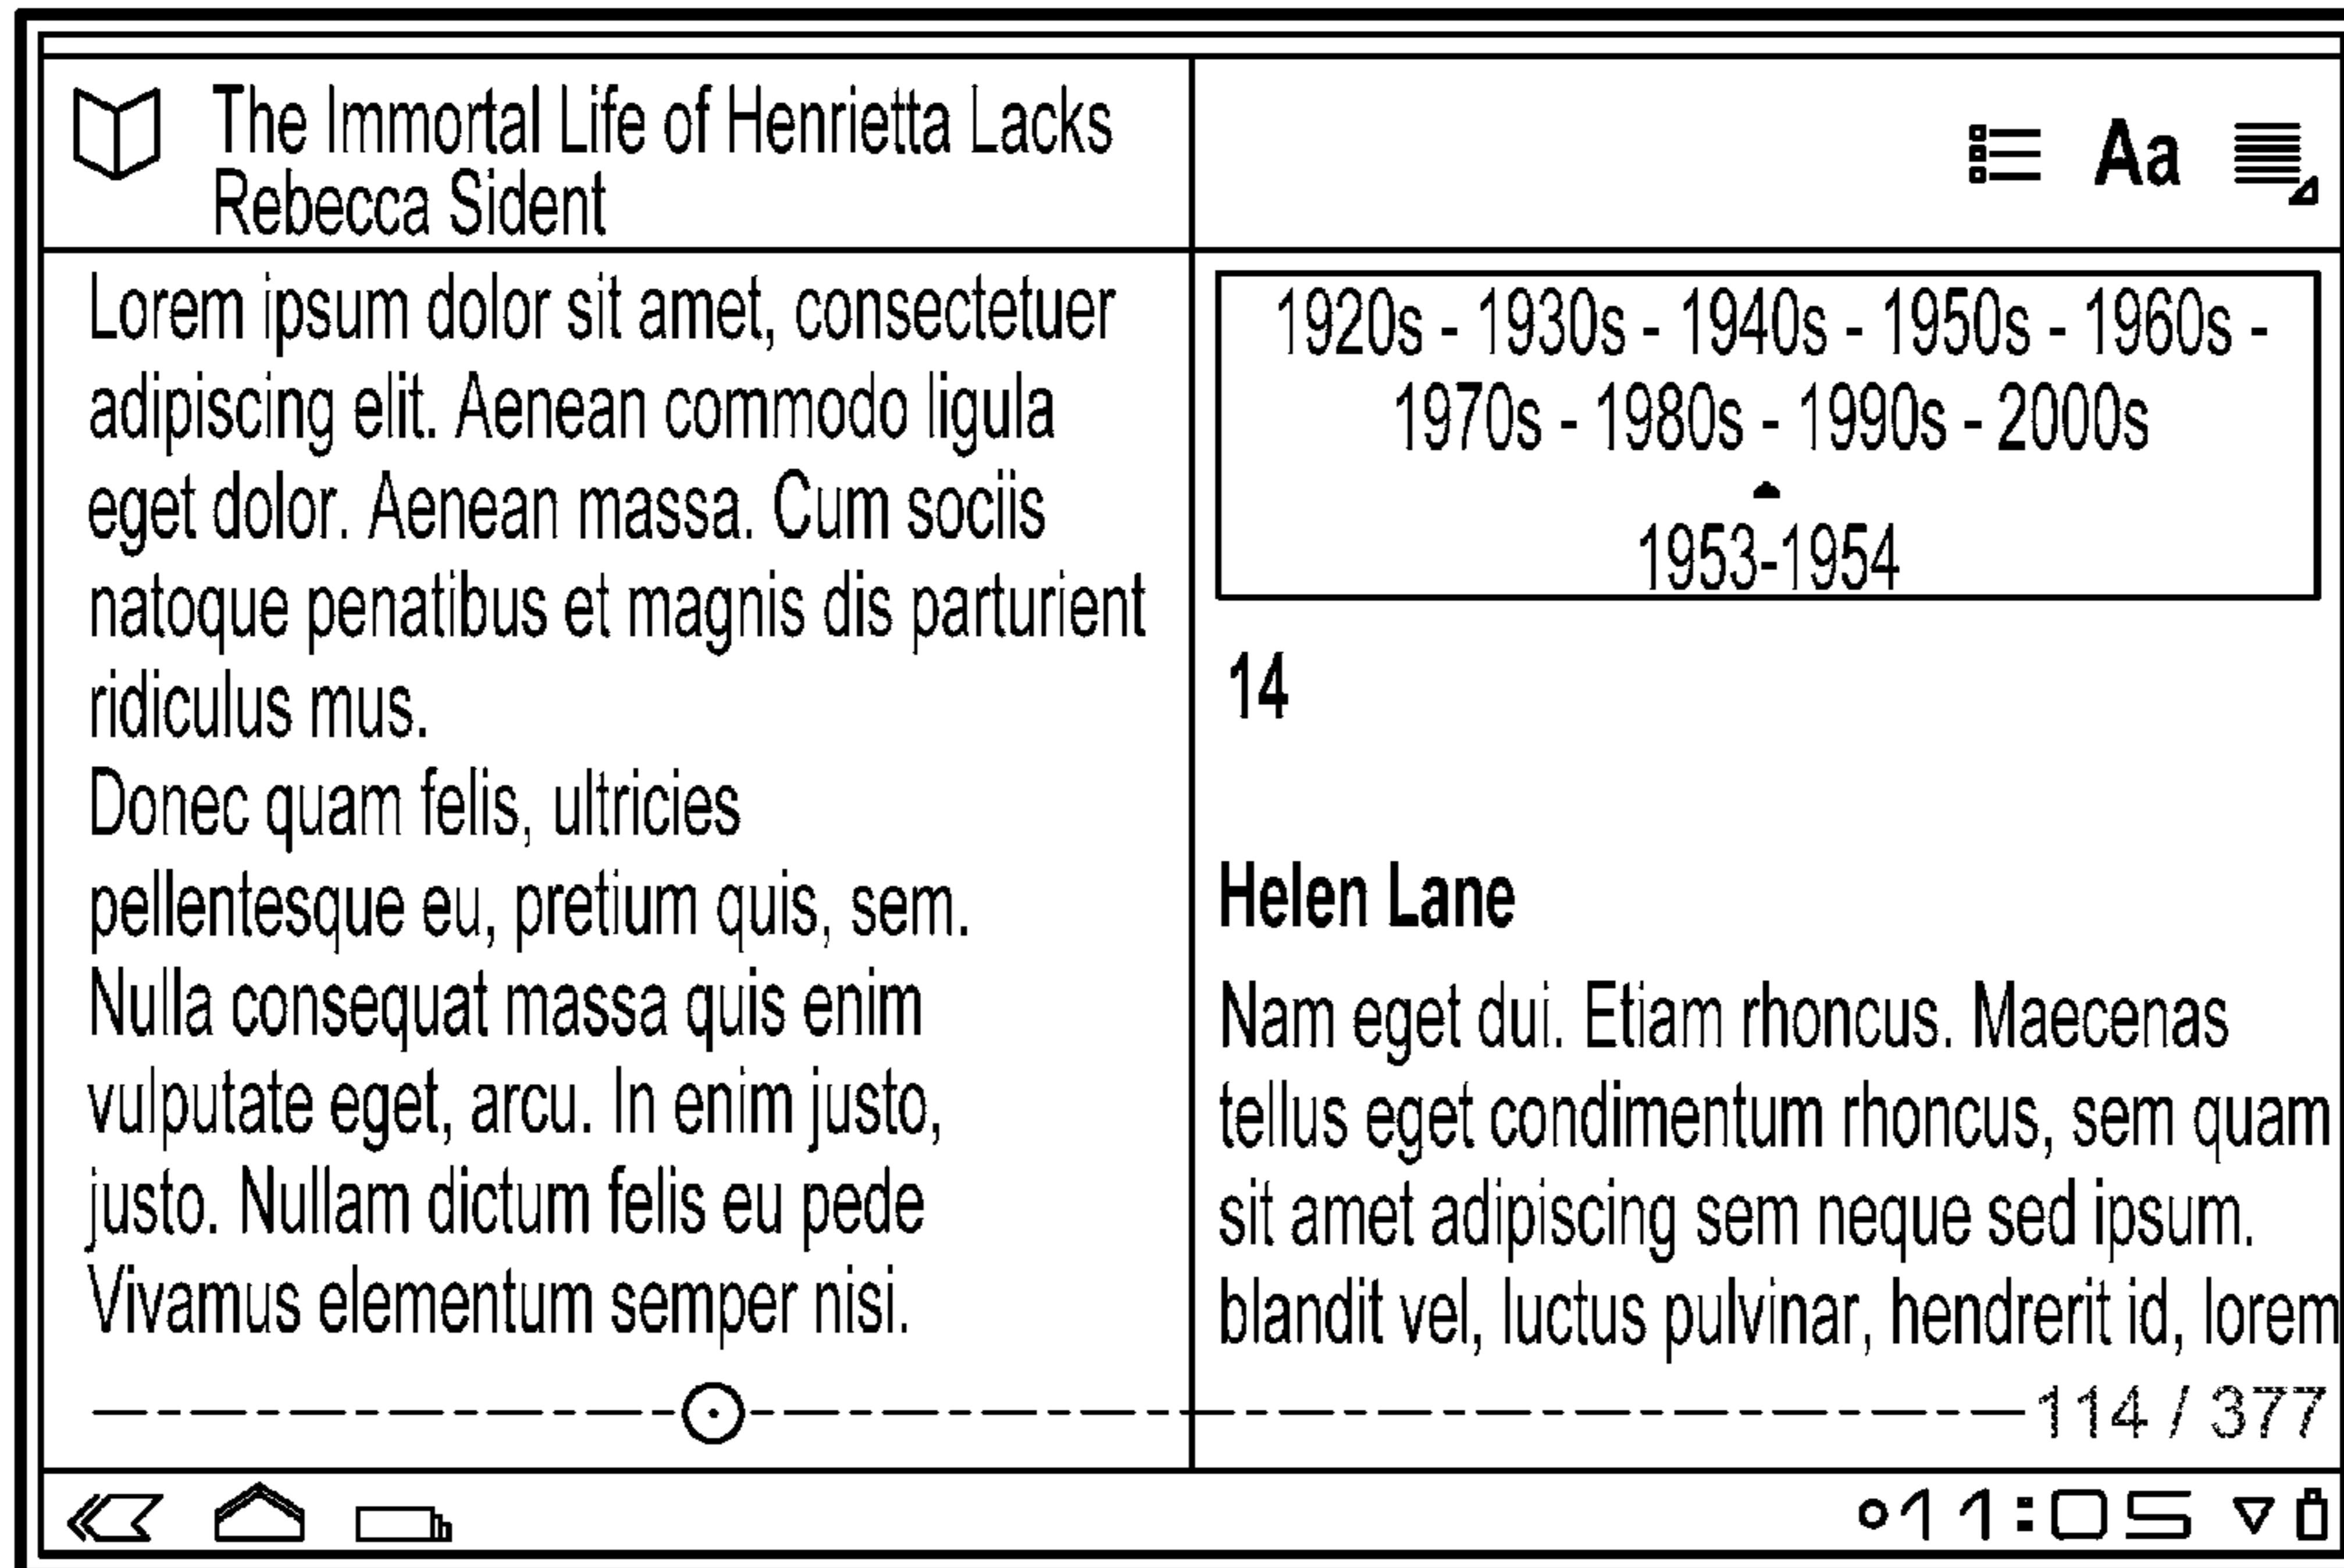 The Immortal Life of Henrietta Lacks
Rebecca Sident
Aa
Lorem ipsum dolor sit amet, consectetuer
adipiscing elit. Aenean commodo ligula
eget dolor. Aenean massa. Cum sociis
natoque penatibus et magnis dis parturient
ridiculus mus.
Donec quam felis, ultricies
pellentesque eu, pretium quis, sem.
Nulla consequat massa quis enim
vulputate eget, arcu. In enim justo,
justo. Nullam dictum felis eu pede
Vivamus elementum semper nisi.
1920s - 1930s - 1940s - 1950s - 1960s -
1970s - 1980s - 1990s - 2000s
1953-1954
14
Helen Lane
Nam eget dui. Etiam rhoncus. Maecenas
tellus eget condimentum rhoncus, sem quam
sit amet adipiscing sem neque sed ipsum.
blandit vel, luctus pulvinar, hendrerit id, lorem
114 / 377
11:05